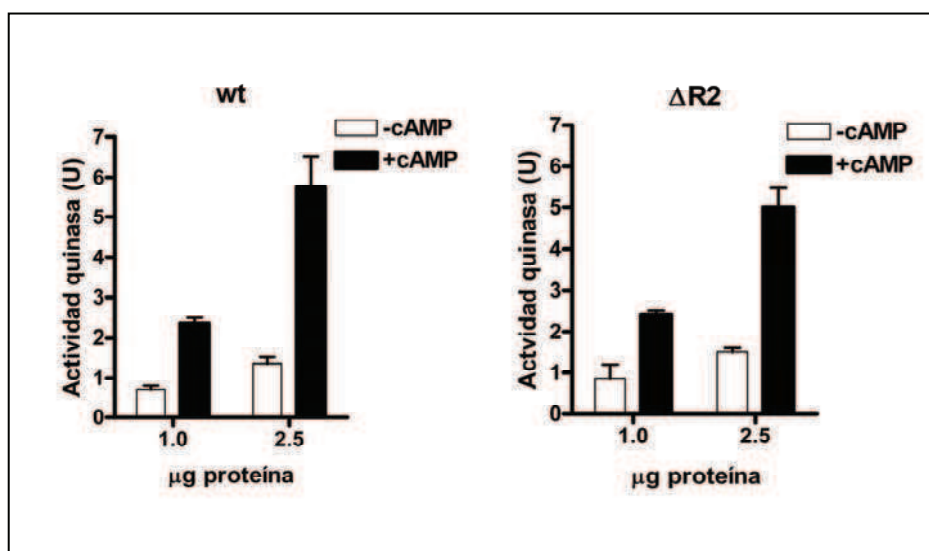 wt
-cAMP
+cAMP
Actividad quinasa (U)
7
6
5
4
3
2
1
0
1.0 2.5
µg proteína
ΔR2
-cAMP
+cAMP
Actvidad quinasa (U)
7
6
5
4
3
2
1
0
1.0 2.5
µg proteína